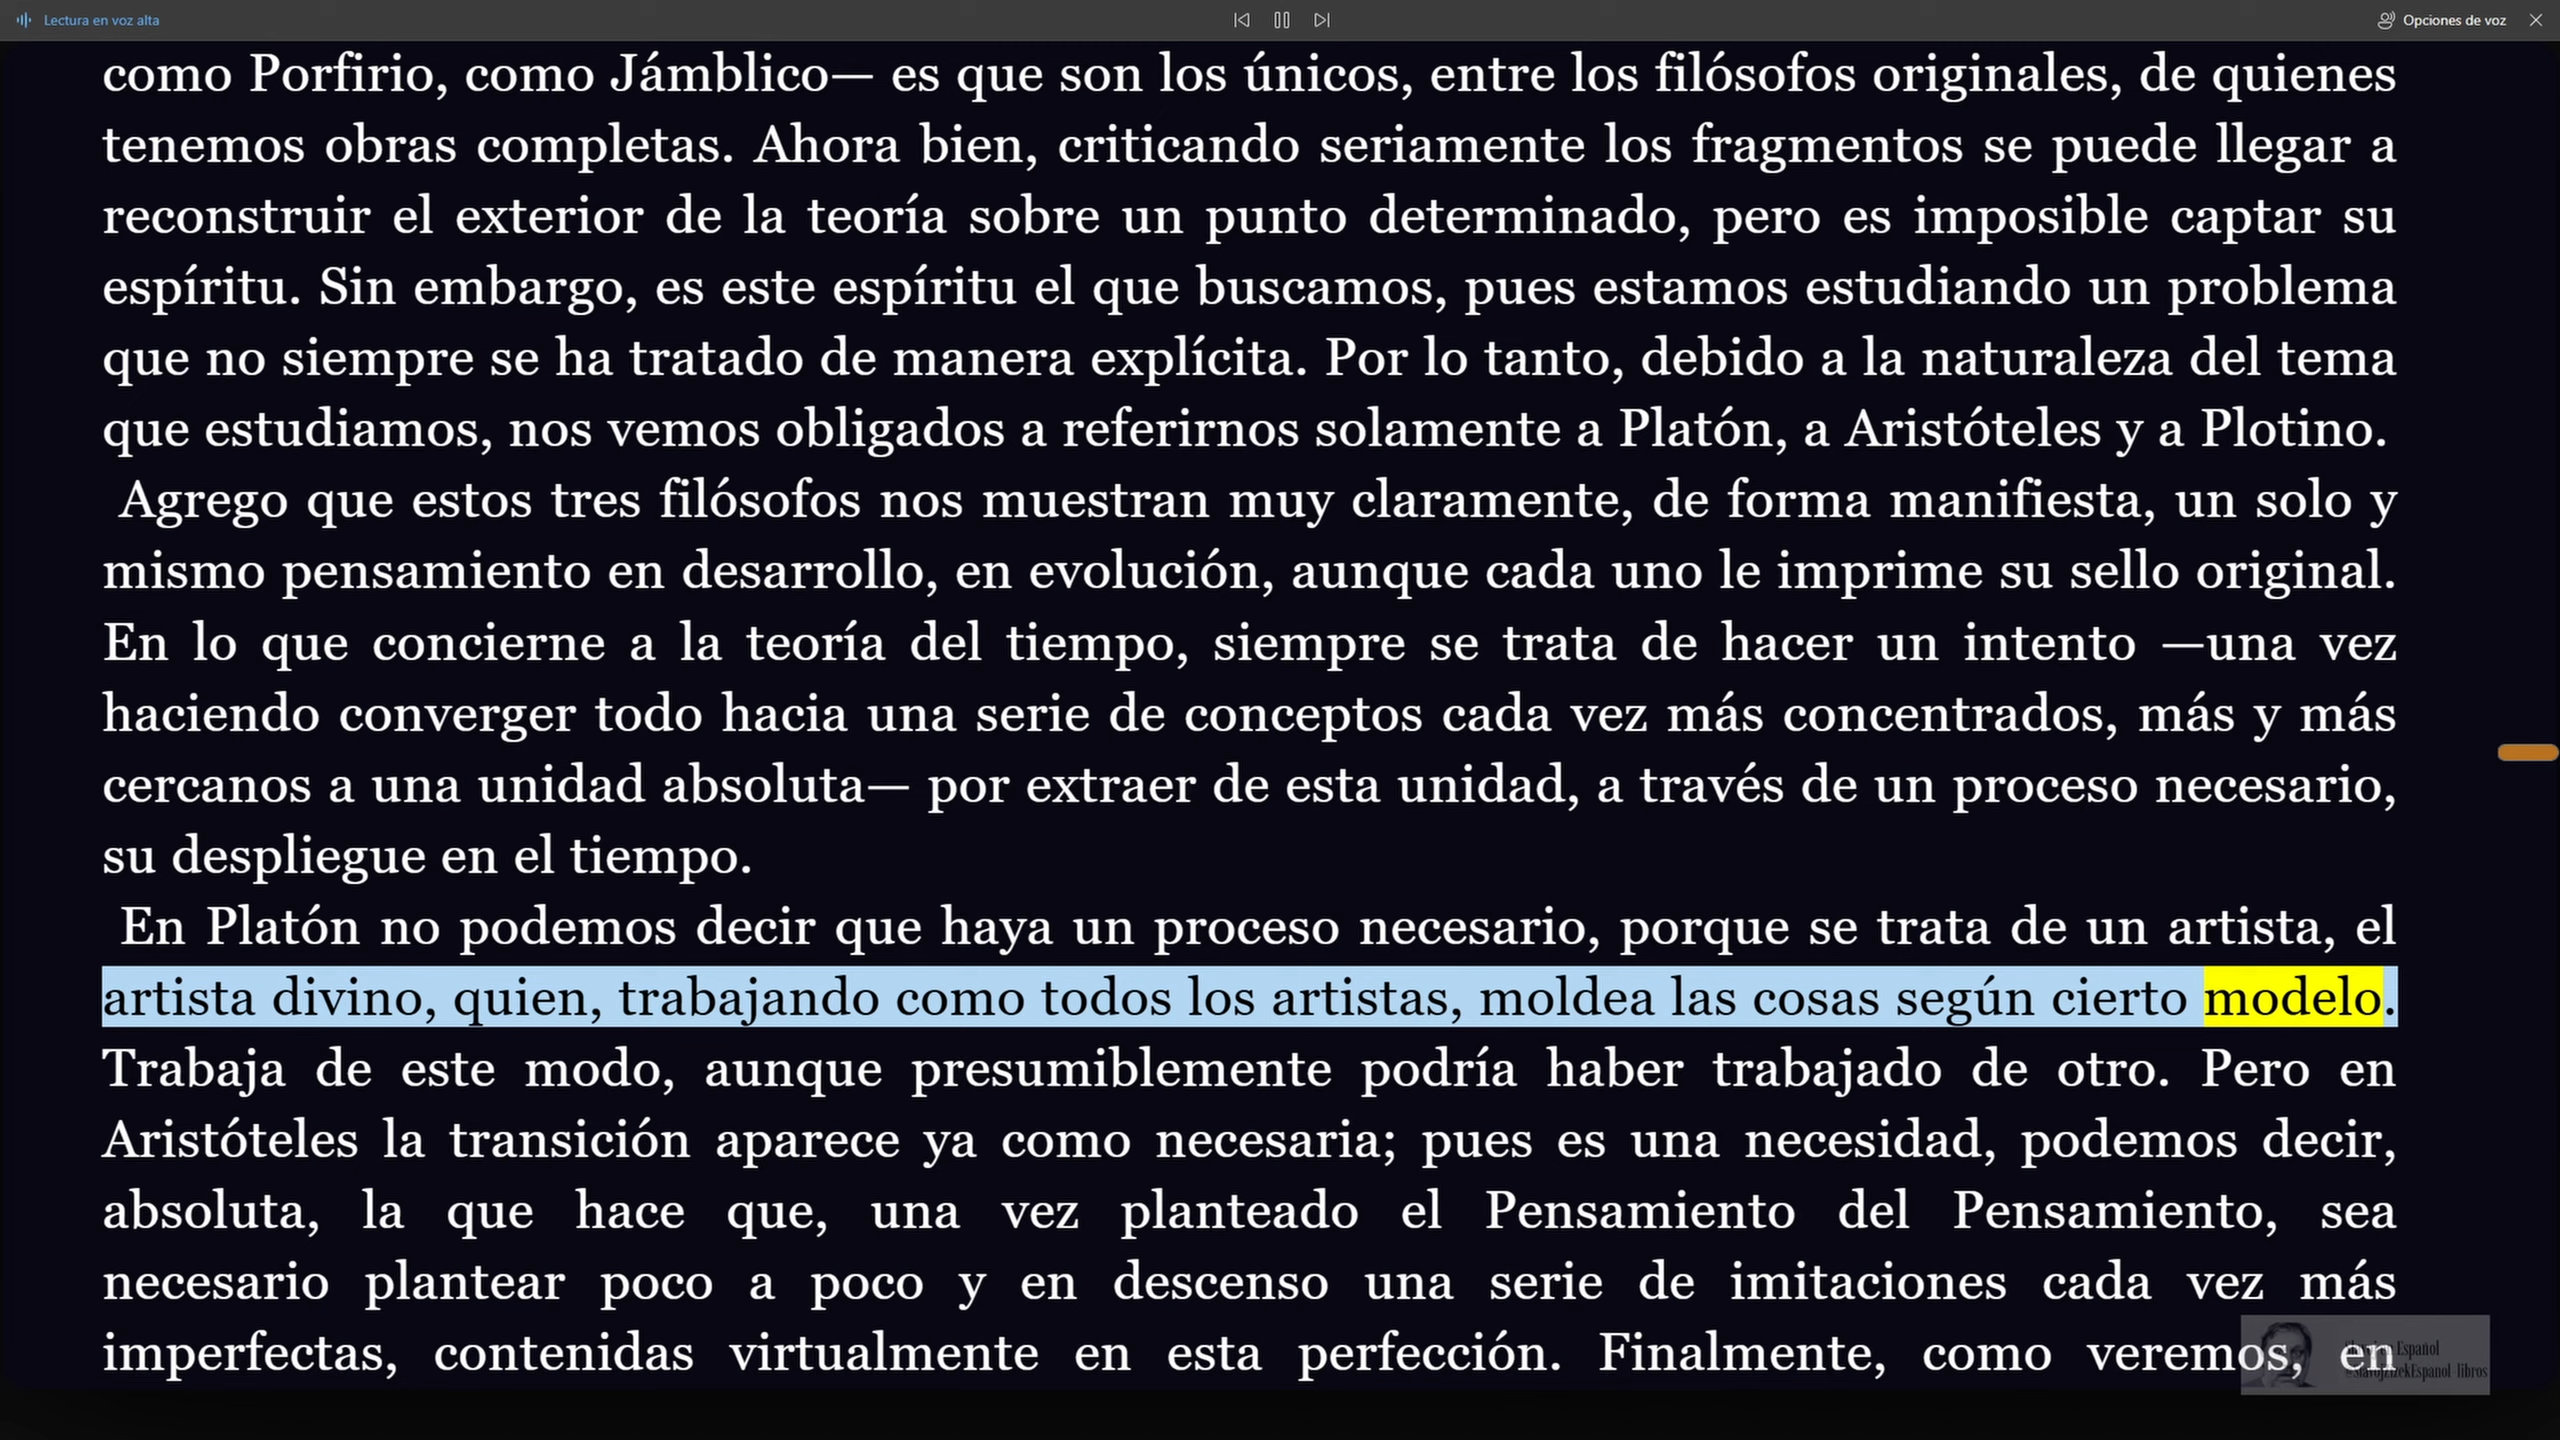 Lectura en voz alta
Opciones de voz
como Porfirio, como Jámblico— es que son los únicos, entre los filósofos originales, de quienes
tenemos obras completas. Ahora bien, criticando seriamente los fragmentos se puede llegar a
reconstruir el exterior de la teoría sobre un punto determinado, pero es imposible captar su
espíritu. Sin embargo, es este espíritu el que buscamos, pues estamos estudiando un problema
que no siempre se ha tratado de manera explícita. Por lo tanto, debido a la naturaleza del tema
que estudiamos, nos vemos obligados a referirnos solamente a Platón, a Aristóteles y a Plotino.
Agrego que estos tres filósofos nos muestran muy claramente, de forma manifiesta, un solo y
mismo pensamiento en desarrollo, en evolución, aunque cada uno le imprime su sello original.
En lo que concierne a la teoría del tiempo, siempre se trata de hacer un intento —una vez
haciendo converger todo hacia una serie de conceptos cada vez más concentrados, más y más
cercanos a una unidad absoluta— por extraer de esta unidad, a través de un proceso necesario,
su despliegue en el tiempo.
En Platón no podemos decir que haya un proceso necesario, porque se trata de un artista, el
artista divino, quien, trabajando como todos los artistas, moldea las cosas según cierto modelo.
Trabaja de este modo, aunque presumiblemente podría haber trabajado de otro. Pero en
Aristóteles la transición aparece ya como necesaria; pues es una necesidad, podemos decir,
absoluta, la que hace que, una vez planteado el Pensamiento del Pensamiento, sea
necesario plantear poco a poco y en descenso una serie de imitaciones cada vez más
imperfectas, contenidas virtualmente en esta perfección. Finalmente, como veremos, en
Español